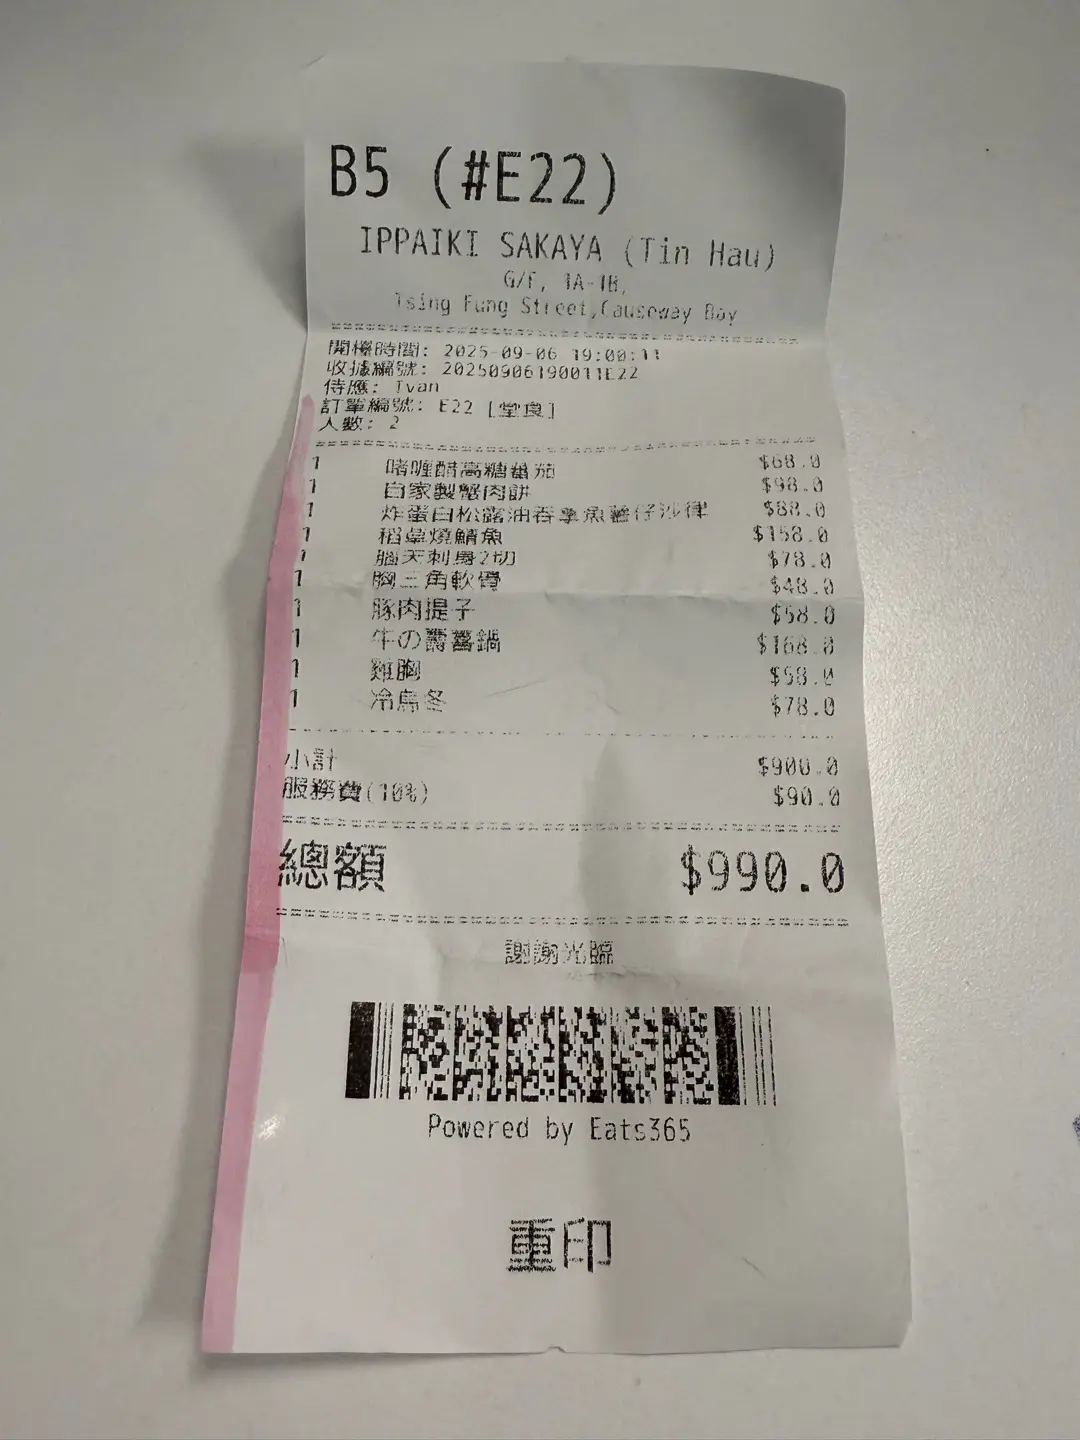 B5 (#E22)
IPPAIKI SAKAYA (Tin Hau)
G/F, 1A-1B,
Tsing Fung Street,Causeway Bay
開檯時間: 2025-09-06 19:00:11
收據編號: 20250906190011E22
侍應: Ivan
訂單編號: E22 [堂食]
人數: 2
1 啫喱醋高糖蕃茄 $68.0
1 自家製蟹肉餅 $98.0
1 炸蛋白松露油吞拿魚薯仔沙律 $88.0
1 稻草燒鯖魚 $158.0
1 腩天刺身2切 $78.0
1 胸三角軟骨 $48.0
1 豚肉提子 $58.0
1 牛の壽喜鍋 $168.0
1 雞胸 $58.0
1 冷烏冬 $78.0
小計 $900.0
服務費(10%) $90.0
總額 $990.0
謝謝光臨
Powered by Eats365
重印